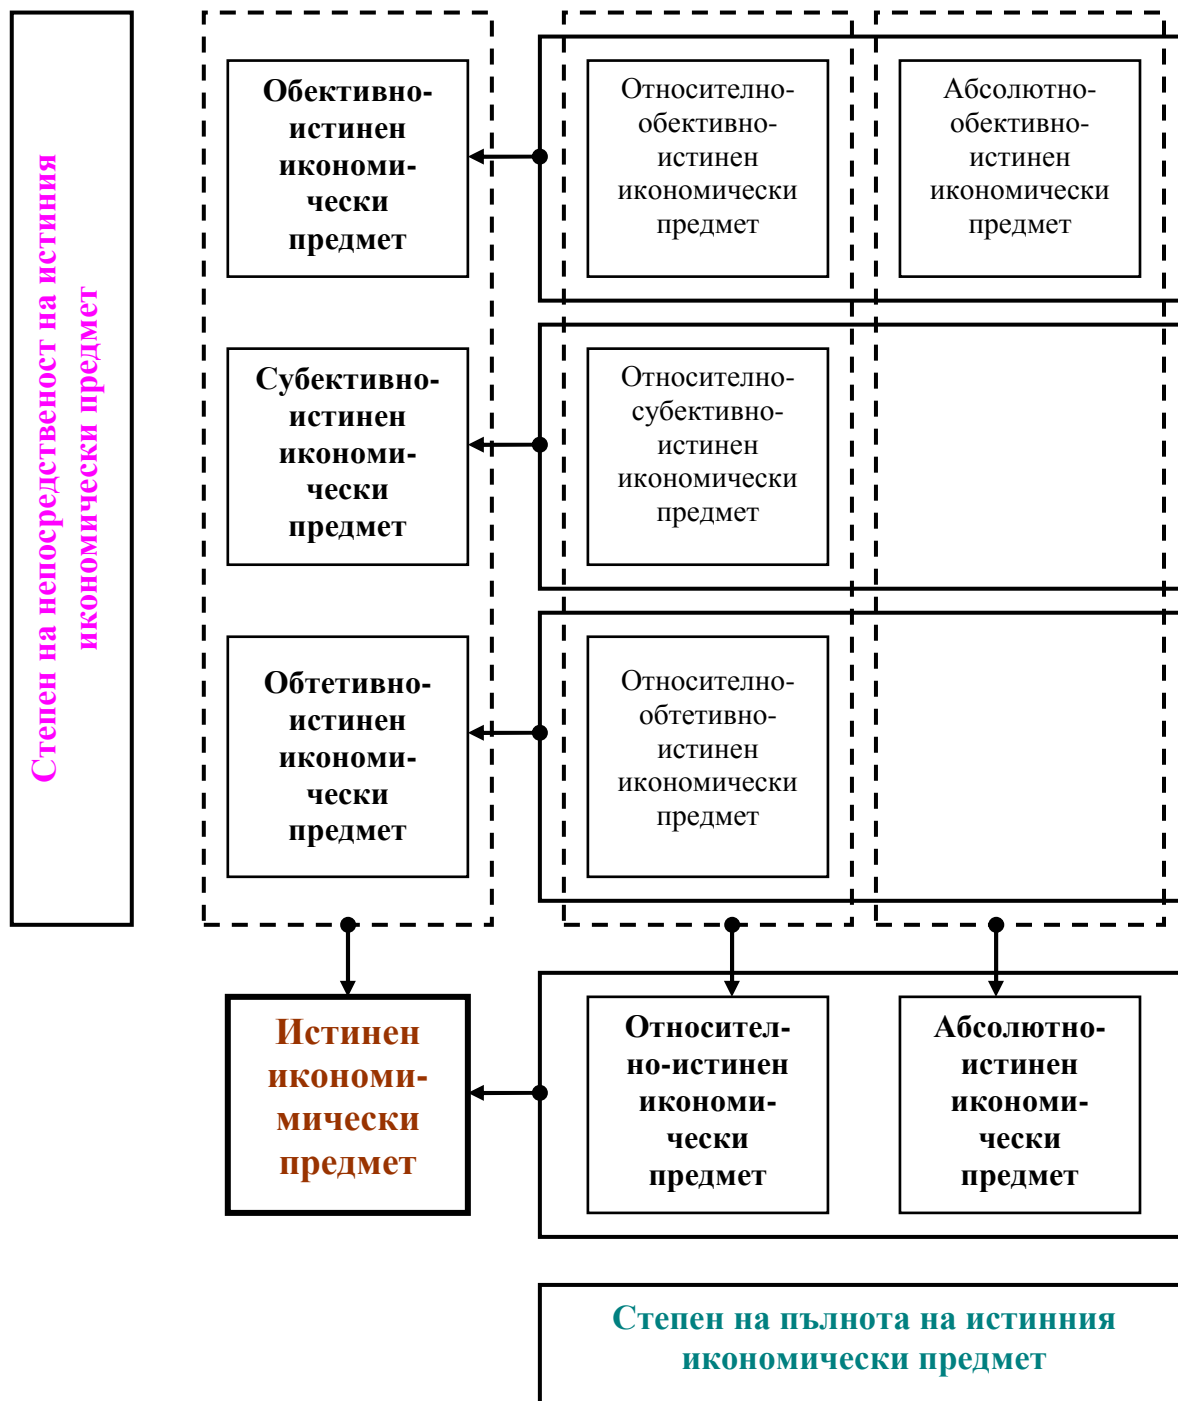 Степен на непосредственост на истиния
икономически предмет
Обективно-
истинен
икономи-
чески
предмет
Относително-
обективно-
истинен
икономически
предмет
Абсолютно-
обективно-
истинен
икономически
предмет
Субективно-
истинен
икономи-
чески
предмет
Относително-
субективно-
истинен
икономически
предмет
Обтетивно-
истинен
икономи-
чески
предмет
Относително-
обтетивно-
истинен
икономически
предмет
Истинен
икономи-
мически
предмет
Относител-
но-истинен
икономи-
чески
предмет
Абсолютно-
истинен
икономи-
чески
предмет
Степен на пълнота на истинния
икономически предмет